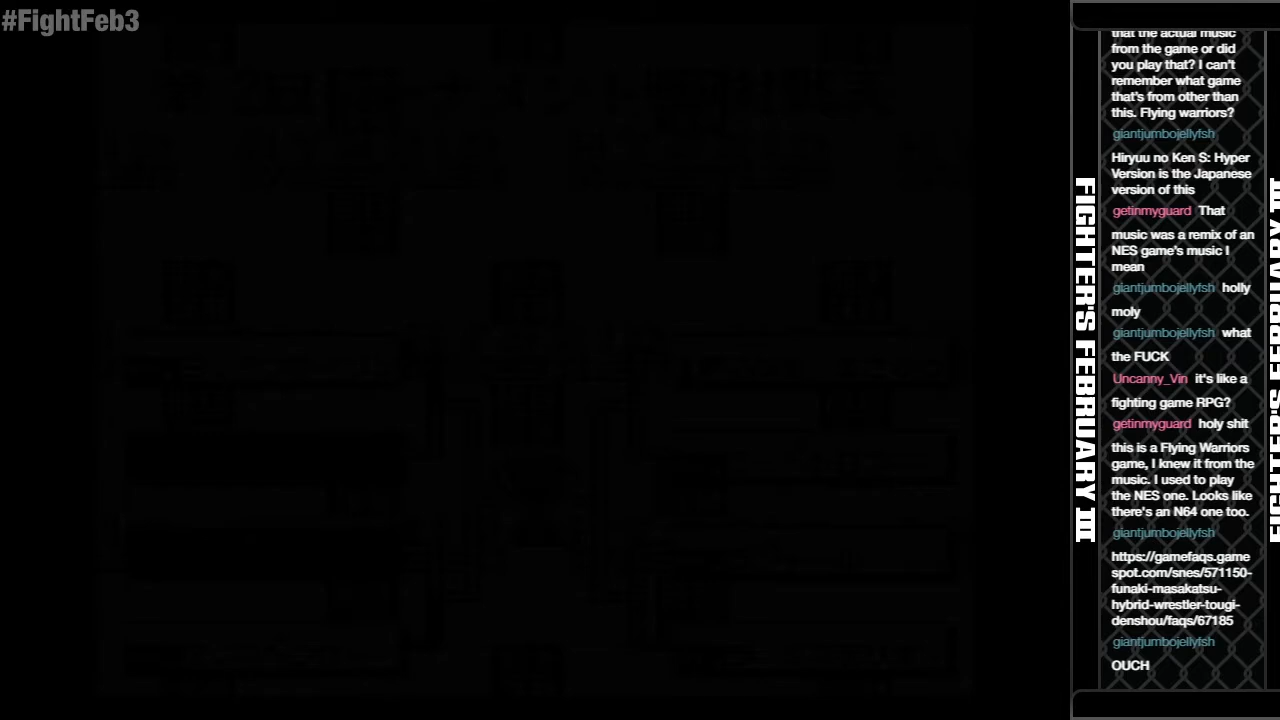 #FightFeb3
that the actual music
from the game or did
you play that? I can't
remember what game
that's from other than
this. Flying warriors?
giantjumbojellyfsh
Hiryuu no Ken S: Hyper
Version is the Japanese
version of this
getinmyguard That
music was a remix of an
NES game's music I
mean
giantjumbojellyfsh holly
moly
giantjumbojellyfsh what
the FUCK
Uncanny_Vin it's like a
fighting game RPG?
getinmyguard holy shit
this is a Flying Warriors
game, I knew it from the
music. I used to play
the NES one. Looks like
there's an N64 one too.
giantjumbojellyfsh
https://gamefaqs.game
spot.com/snes/571150-
funaki-masakatsu-
hybrid-wrestler-tougi-
denshou/faqs/67185
giantjumbojellyfsh
OUCH
FIGHTER'S FEBRUARY III